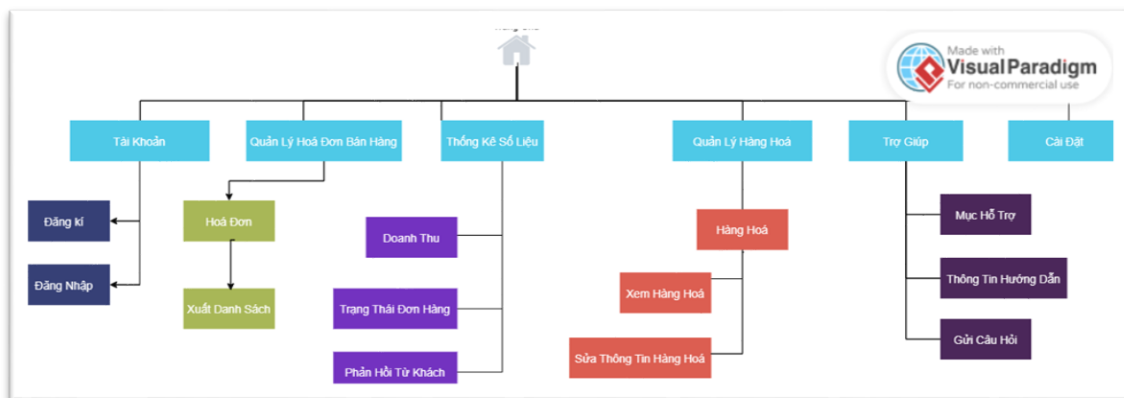 Made with
Visual Paradigm
For non-commercial use
Tài Khoản
Quản Lý Hoá Đơn Bán Hàng
Thống Kê Số Liệu
Quản Lý Hàng Hoá
Trợ Giúp
Cài Đặt
Đăng kí
Hoá Đơn
Doanh Thu
Hàng Hoá
Mục Hỗ Trợ
Đăng Nhập
Xuất Danh Sách
Trạng Thái Đơn Hàng
Xem Hàng Hoá
Thông Tin Hướng Dẫn
Phản Hồi Từ Khách
Sửa Thông Tin Hàng Hoá
Gửi Câu Hỏi